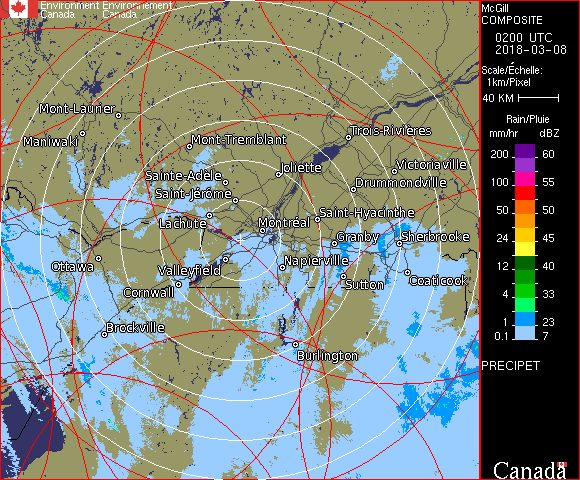 Environment Environnement
Canada Canada
McGill
COMPOSITE
0200 UTC
2018-03-08
Scale/Échelle:
1km/Pixel
40 KM
Rain/Pluie
mm/hr dBZ
200 60
100 55
50 50
24 45
12 40
4 33
1 23
0.1 7
PRECIPET
Canada
Mont-Laurier
Maniwaki
Mont-Tremblant
Trois-Rivières
Joliette
Victoriaville
Sainte-Adèle
Drummondville
Saint-Jérôme
Lachute
Saint-Hyacinthe
Montréal
Granby
Sherbrooke
Ottawa
Valleyfield
Napierville
Cornwall
Sutton
Coaticook
Brockville
Burlington